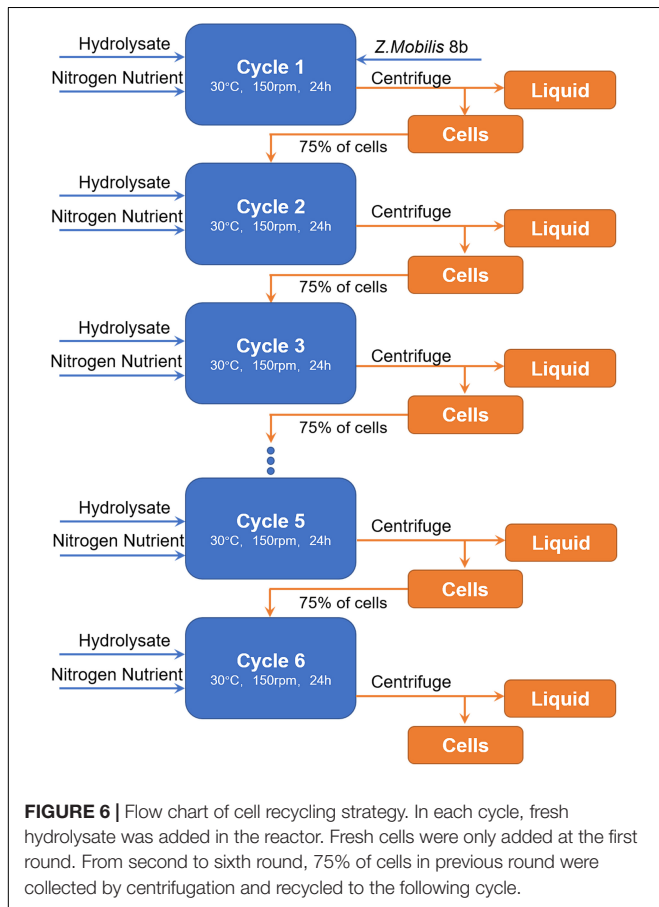 Hydrolysate
Nitrogen Nutrient
Cycle 1
30°C, 150rpm, 24h
Z.Mobilis 8b
Centrifuge
Liquid
Cells
75% of cells
Hydrolysate
Nitrogen Nutrient
Cycle 2
30°C, 150rpm, 24h
Centrifuge
Liquid
Cells
75% of cells
Hydrolysate
Nitrogen Nutrient
Cycle 3
30°C, 150rpm, 24h
Centrifuge
Liquid
Cells
75% of cells
Hydrolysate
Nitrogen Nutrient
Cycle 5
30°C, 150rpm, 24h
Centrifuge
Liquid
Cells
75% of cells
Hydrolysate
Nitrogen Nutrient
Cycle 6
30°C, 150rpm, 24h
Centrifuge
Liquid
Cells
FIGURE 6 | Flow chart of cell recycling strategy. In each cycle, fresh
hydrolysate was added in the reactor. Fresh cells were only added at the first
round. From second to sixth round, 75% of cells in previous round were
collected by centrifugation and recycled to the following cycle.